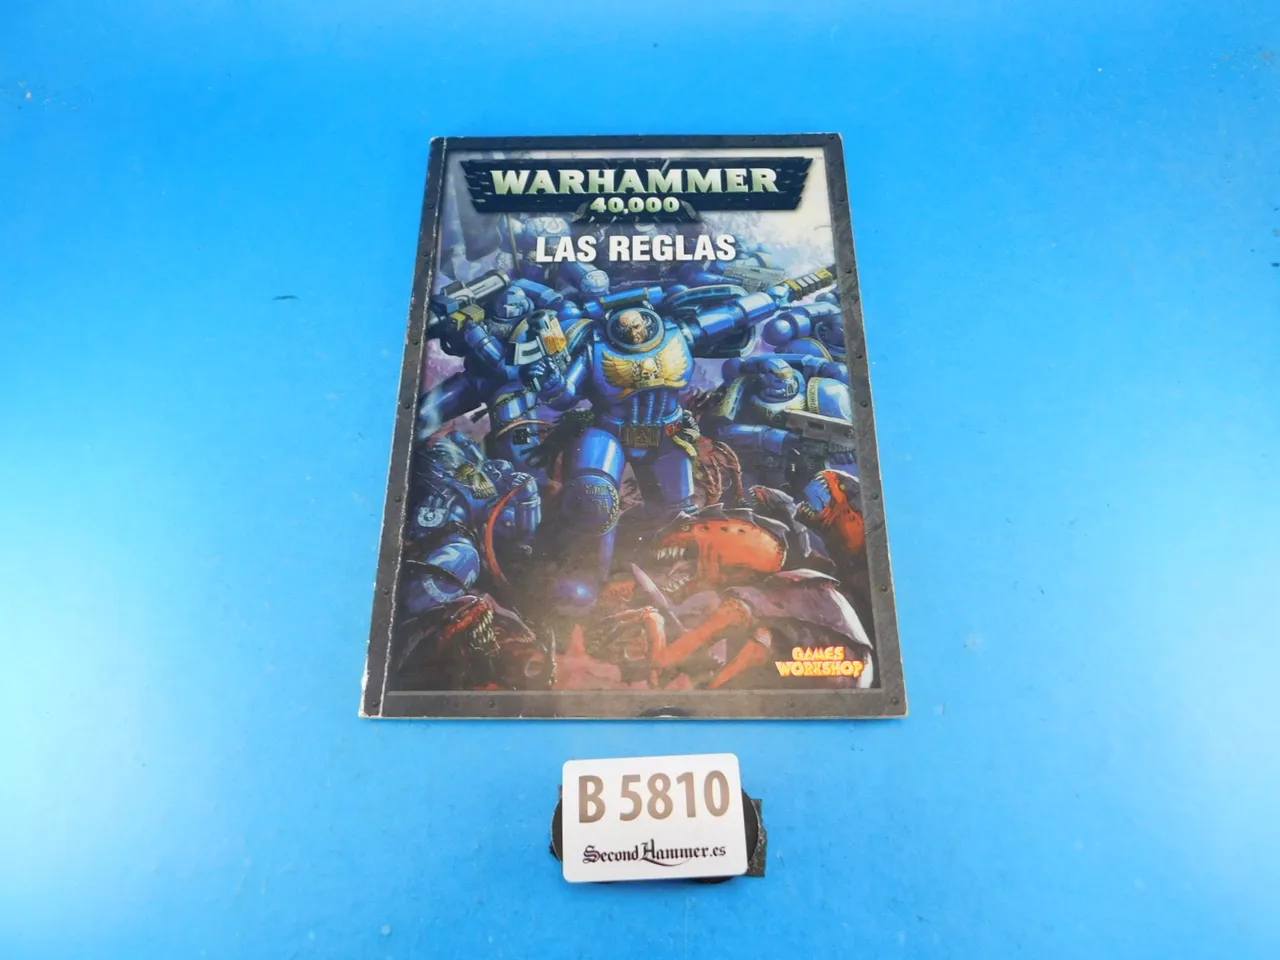 WARHAMMER
40,000
LAS REGLAS
GAMES
WORKSHOP
B 5810
SecondHammer.es